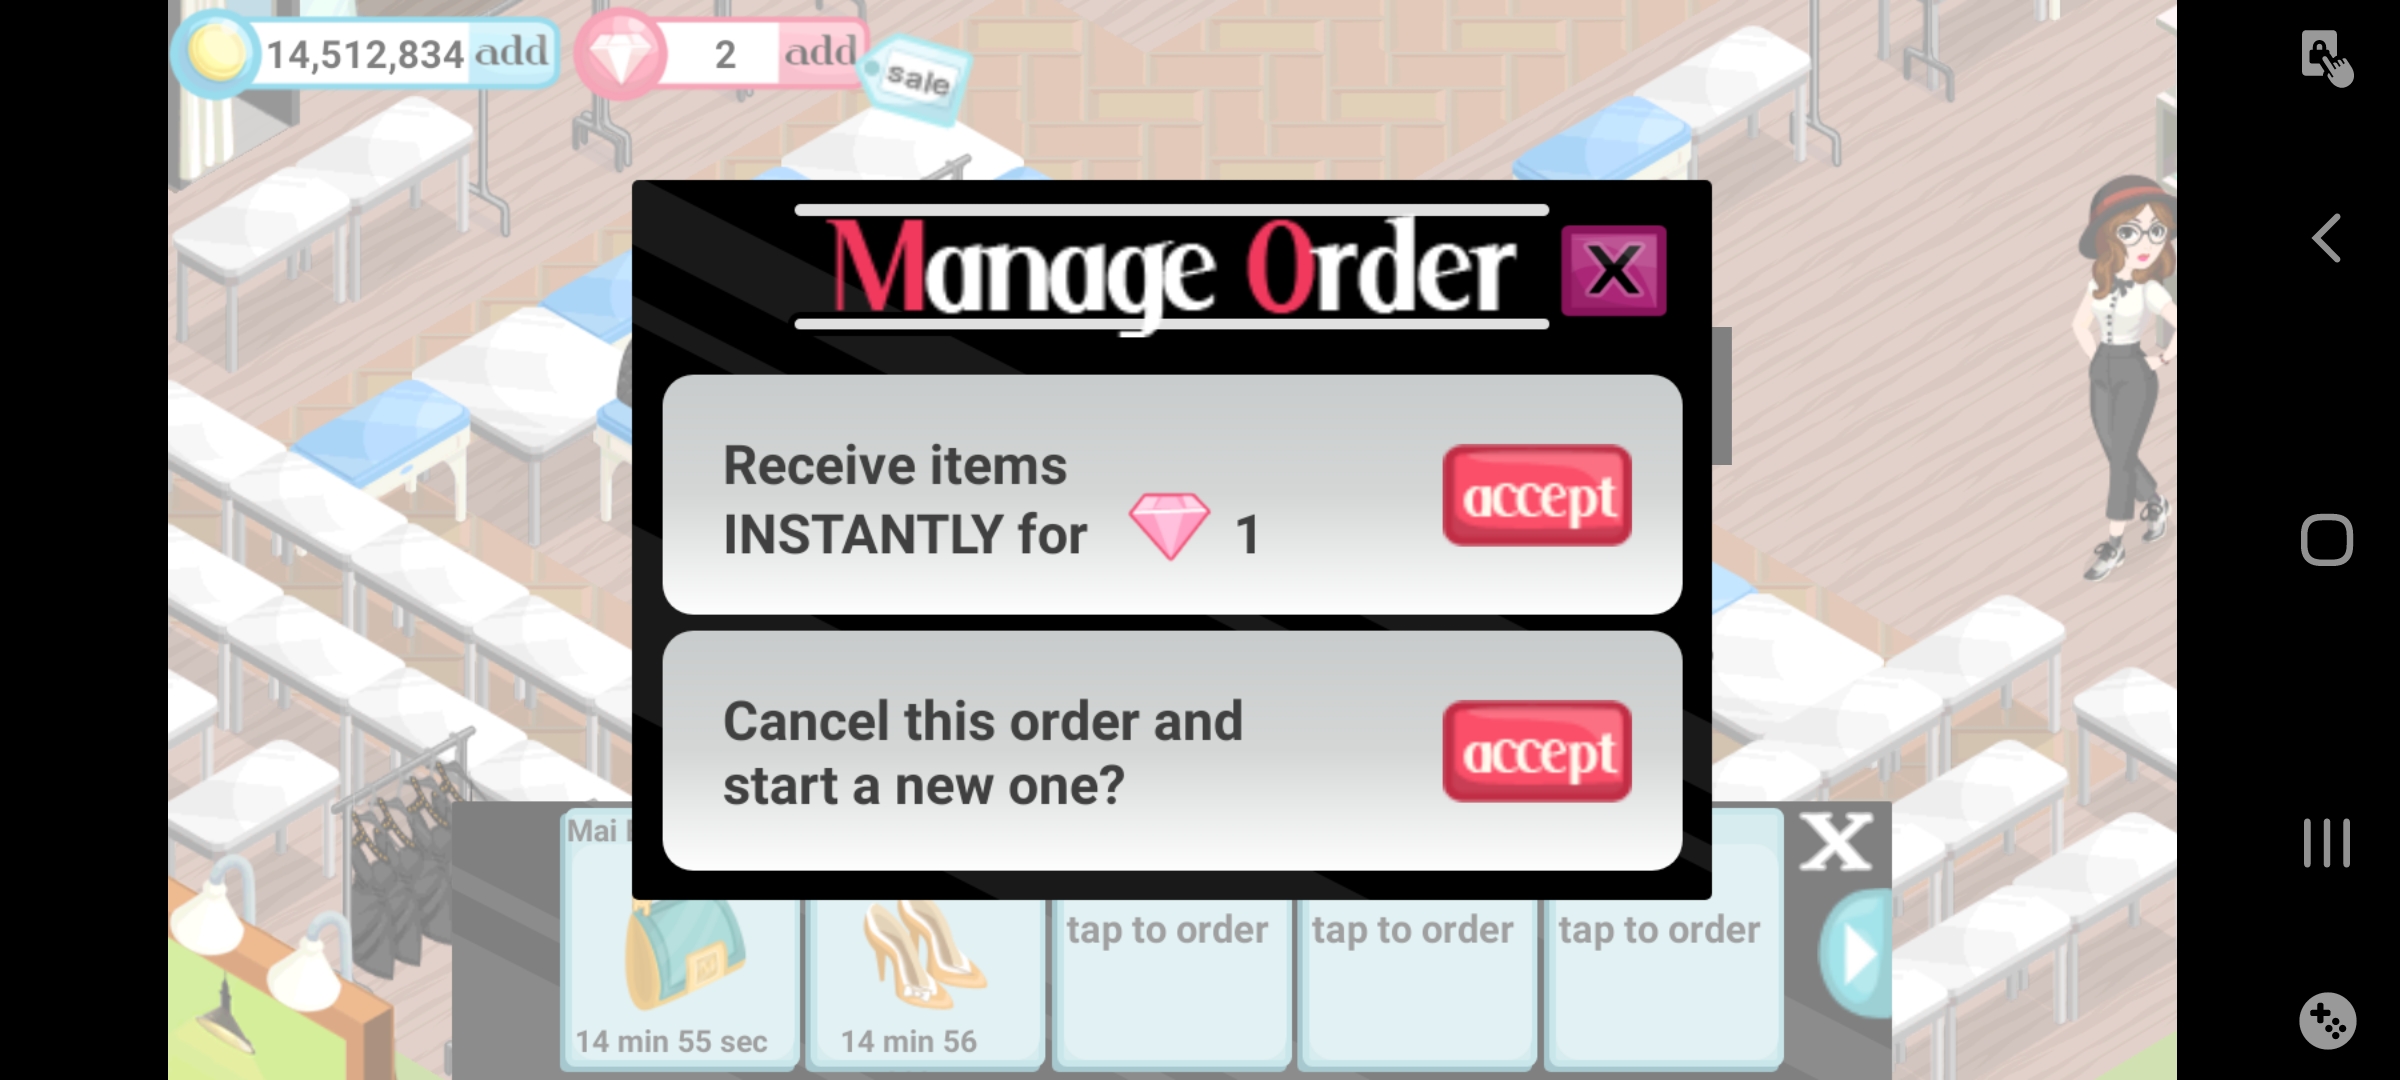 14,512,834 add
2 add
sale
Manage Order
X
Receive items
INSTANTLY for 1
accept
Cancel this order and
start a new one?
accept
Mai
X
tap to order
tap to order
tap to order
14 min 55 sec
14 min 56